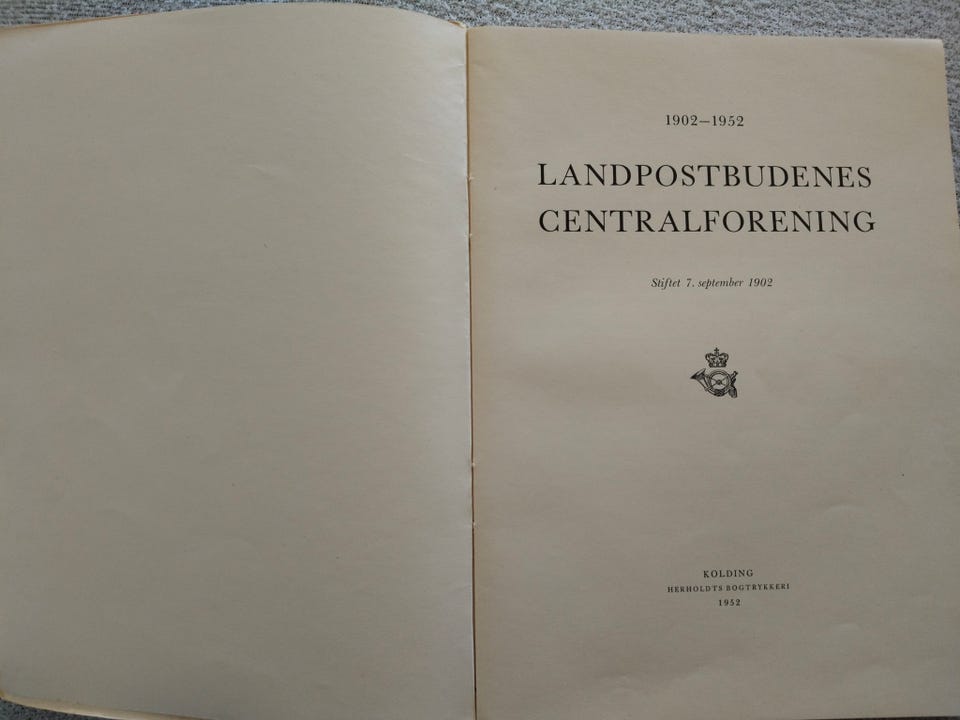 1902—1952
LANDPOSTBUDENES
CENTRALFORENING
Stiftet 7. september 1902
KOLDING
HERHOLDTS BOGTRYKKERI
1952